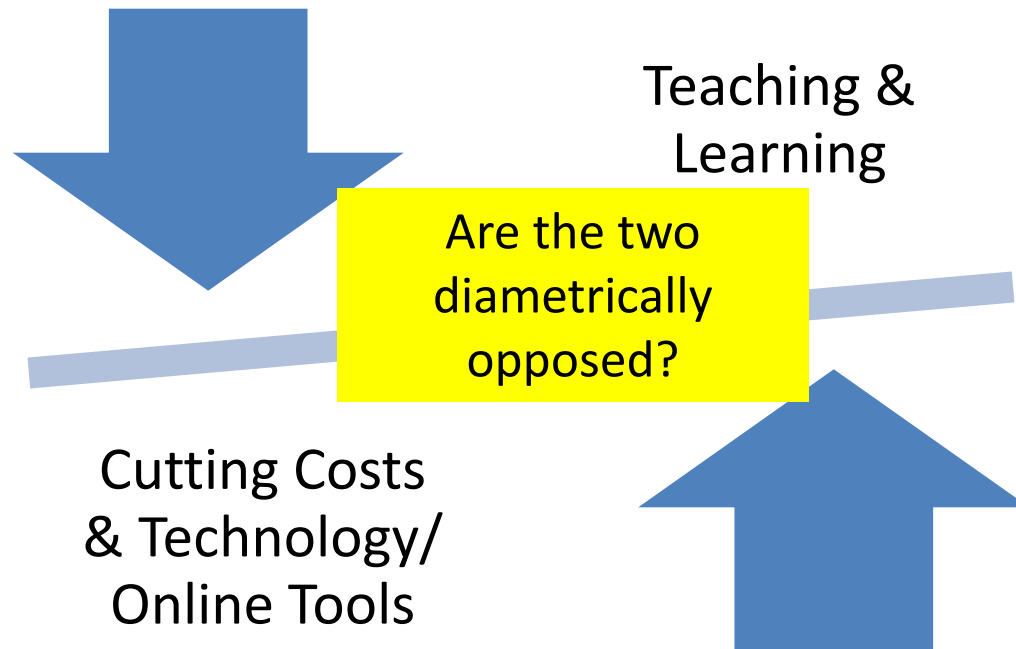 Teaching &
Learning
Are the two
diametrically
opposed?
Cutting Costs
& Technology/
Online Tools